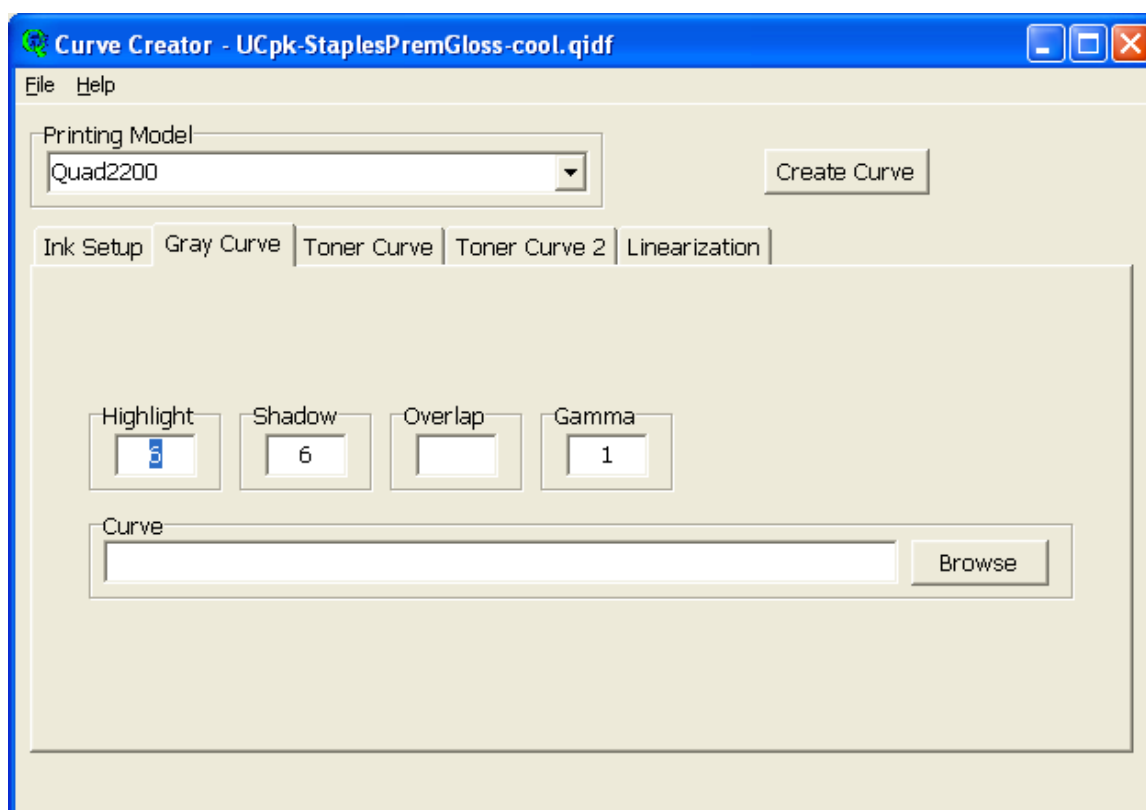 Curve Creator - UCpk-StaplesPremGloss-cool.qidf
File Help
Printing Model
Quad2200
Create Curve
Ink Setup Gray Curve Toner Curve Toner Curve 2 Linearization
Highlight Shadow Overlap Gamma
6 6 1
Curve
Browse